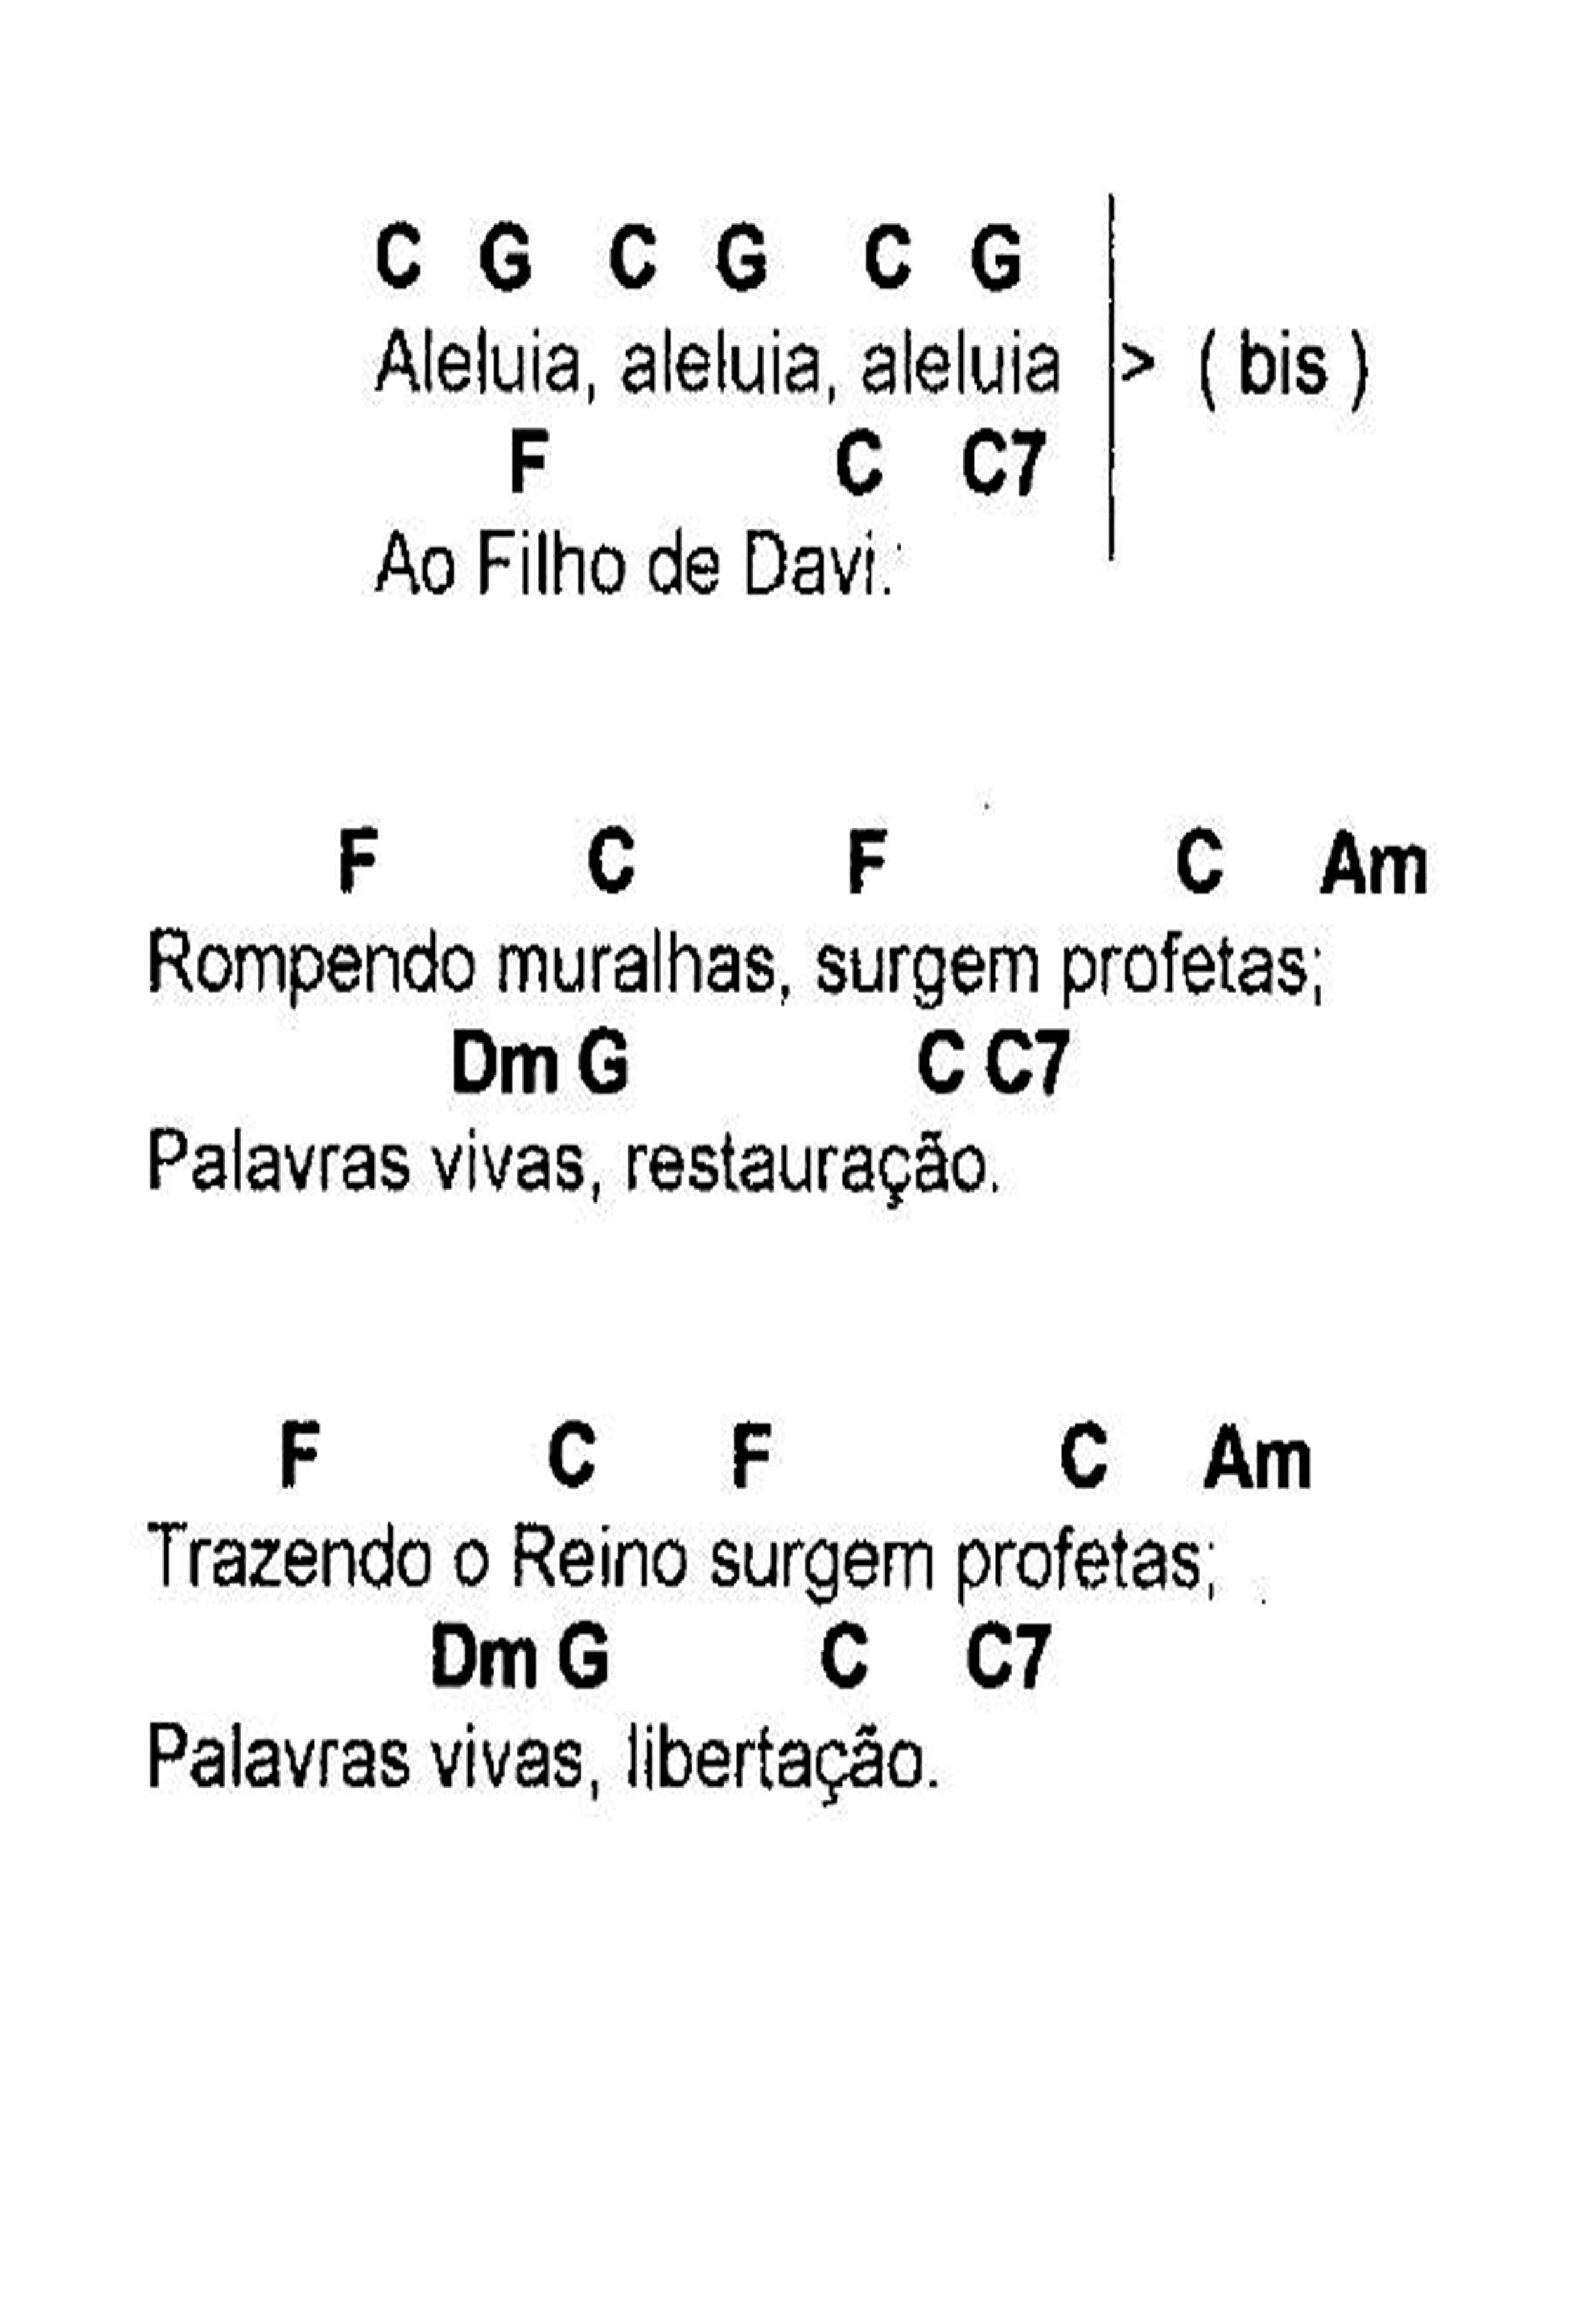 C G C G C G
Aleluia, aleluia, aleluia > ( bis )
F C C7
Ao Filho de Davi.
F C F C Am
Rompendo muralhas, surgem profetas;
Dm G C C7
Palavras vivas, restauração.
F C F C Am
Trazendo o Reino surgem profetas;
Dm G C C7
Palavras vivas, libertação.